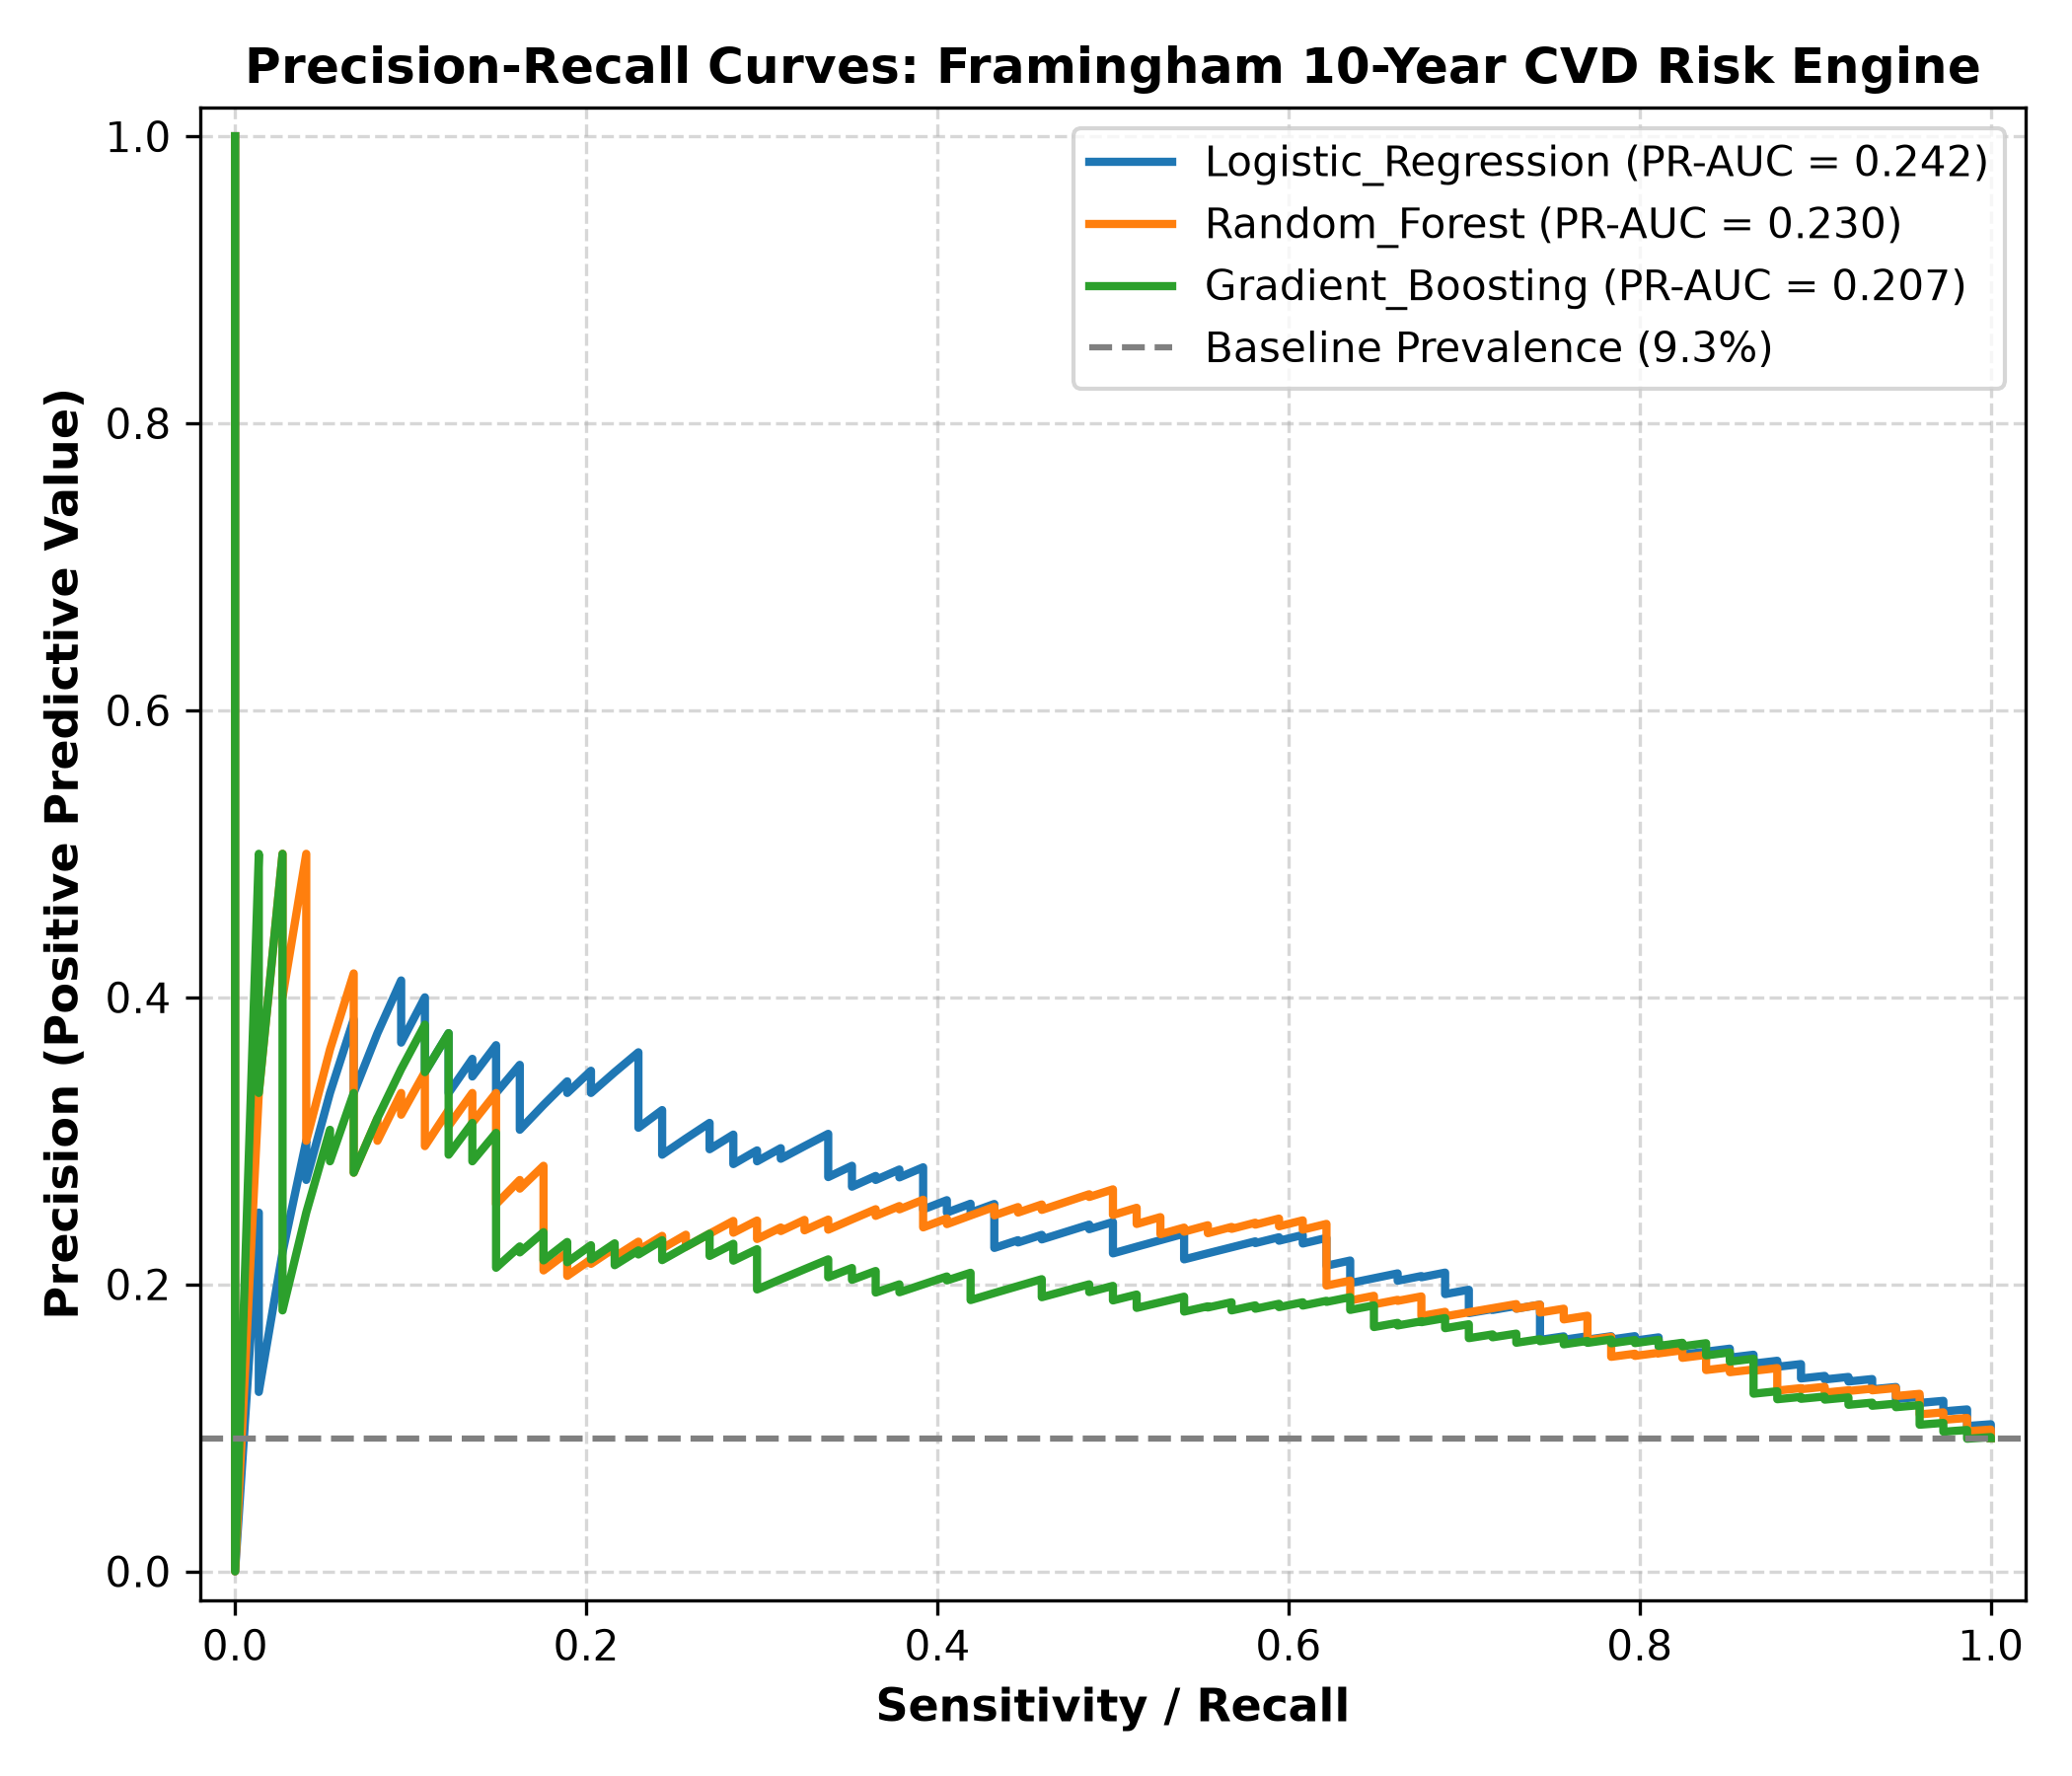 Precision-Recall Curves: Framingham 10-Year CVD Risk Engine
Logistic_Regression (PR-AUC = 0.242)
Random_Forest (PR-AUC = 0.230)
Gradient_Boosting (PR-AUC = 0.207)
Baseline Prevalence (9.3%)
Precision (Positive Predictive Value)
1.0
0.8
0.6
0.4
0.2
0.0
0.0 0.2 0.4 0.6 0.8 1.0
Sensitivity / Recall